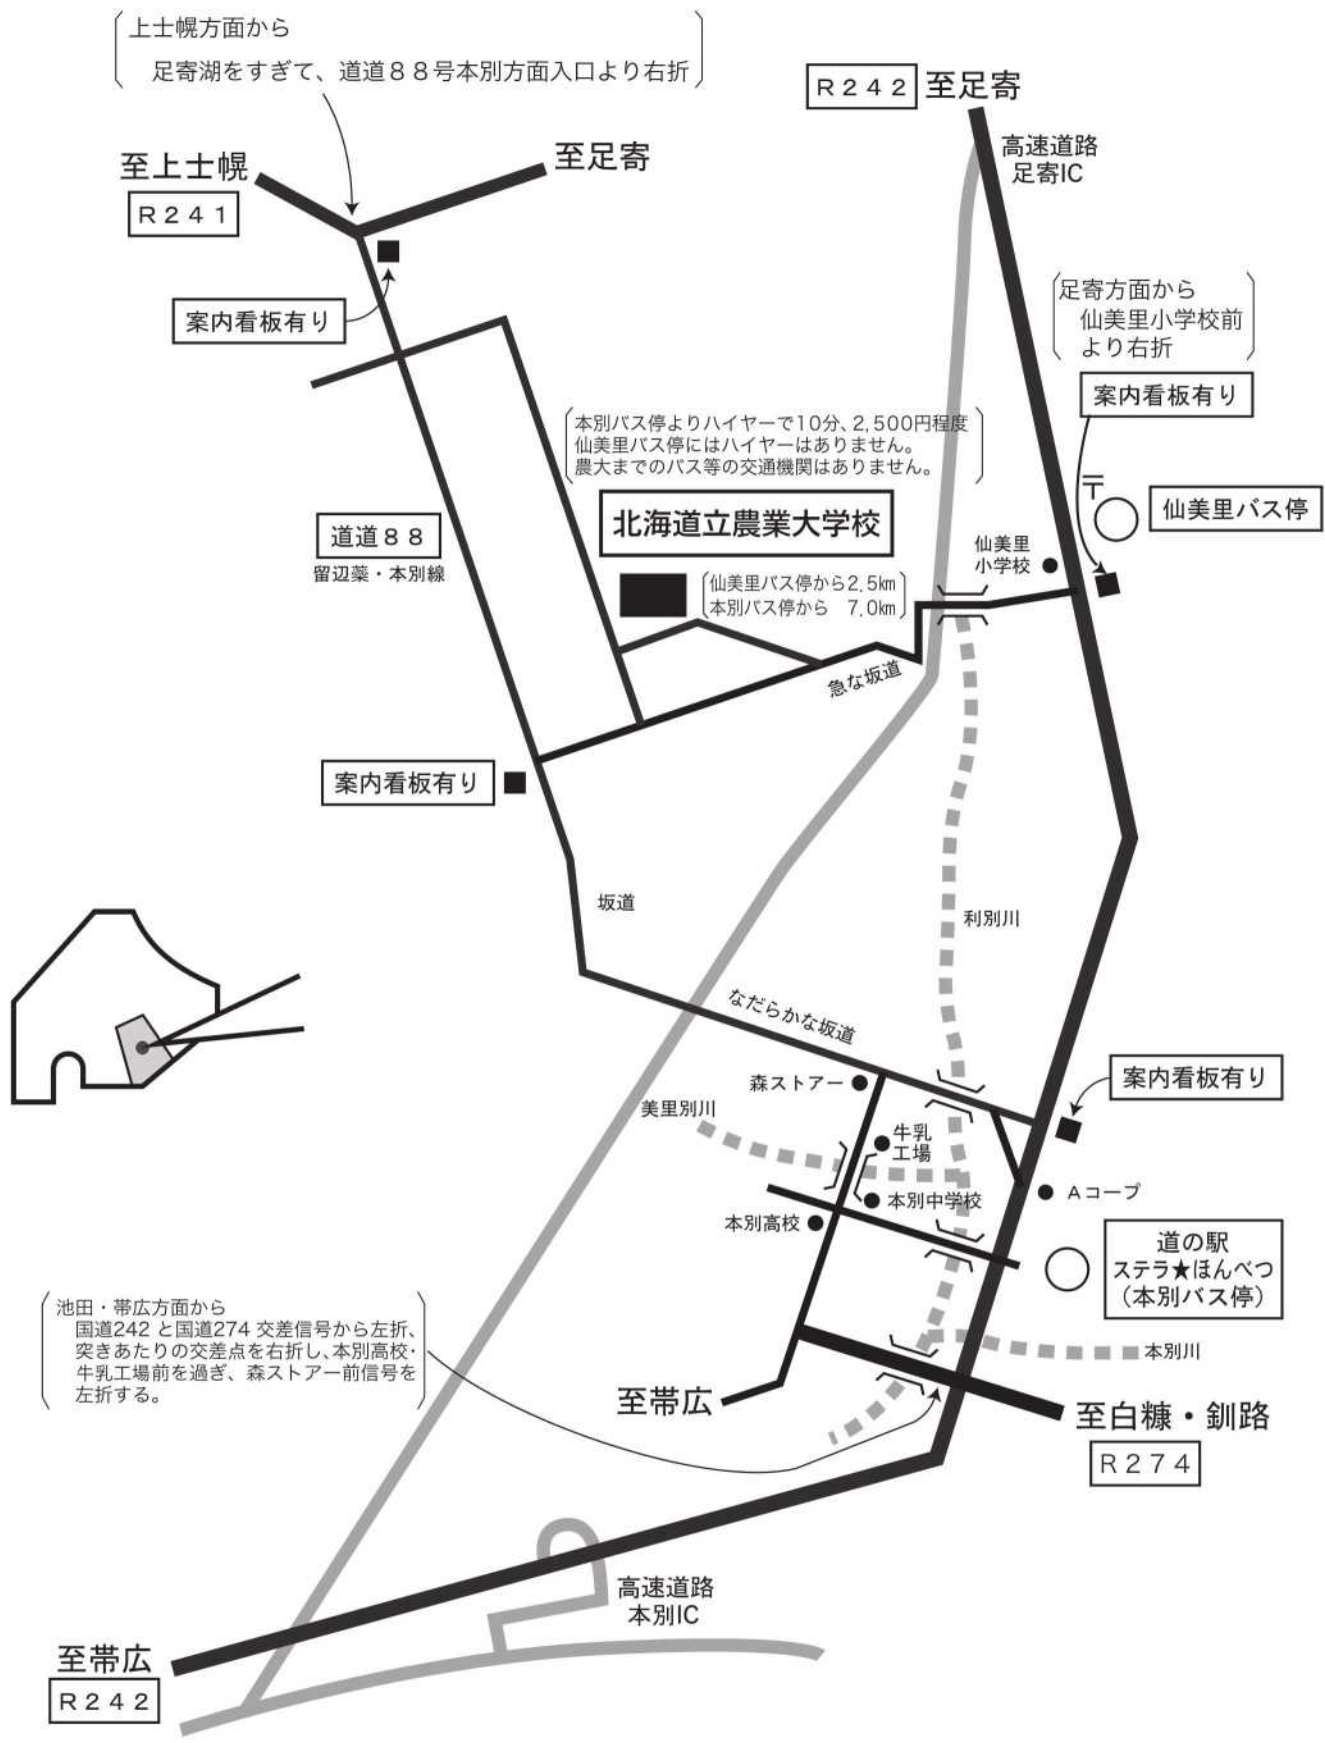 上士幌方面から
足寄湖をすぎて、道道８８号本別方面入口より右折
Ｒ２４２
至足寄
高速道路
足寄IC
至上士幌
Ｒ２４１
至足寄
案内看板有り
足寄方面から
仙美里小学校前
より右折
案内看板有り
本別バス停よりハイヤーで10分、2,500円程度
仙美里バス停にはハイヤーはありません。
農大までのバス等の交通機関はありません。
〒
仙美里バス停
北海道立農業大学校
道道８８
留辺蘂・本別線
仙美里
小学校
仙美里バス停から2.5㎞
本別バス停から 7.0㎞
急な坂道
案内看板有り
坂道
利別川
なだらかな坂道
森ストアー
案内看板有り
美里別川
牛乳
工場
Ａコープ
本別中学校
本別高校
道の駅
ステラ★ほんべつ
（本別バス停）
池田・帯広方面から
国道242 と国道274 交差信号から左折、
突きあたりの交差点を右折し、本別高校・
牛乳工場前を過ぎ、森ストアー前信号を
左折する。
本別川
至帯広
至白糠・釧路
Ｒ２７４
高速道路
本別IC
至帯広
Ｒ２４２